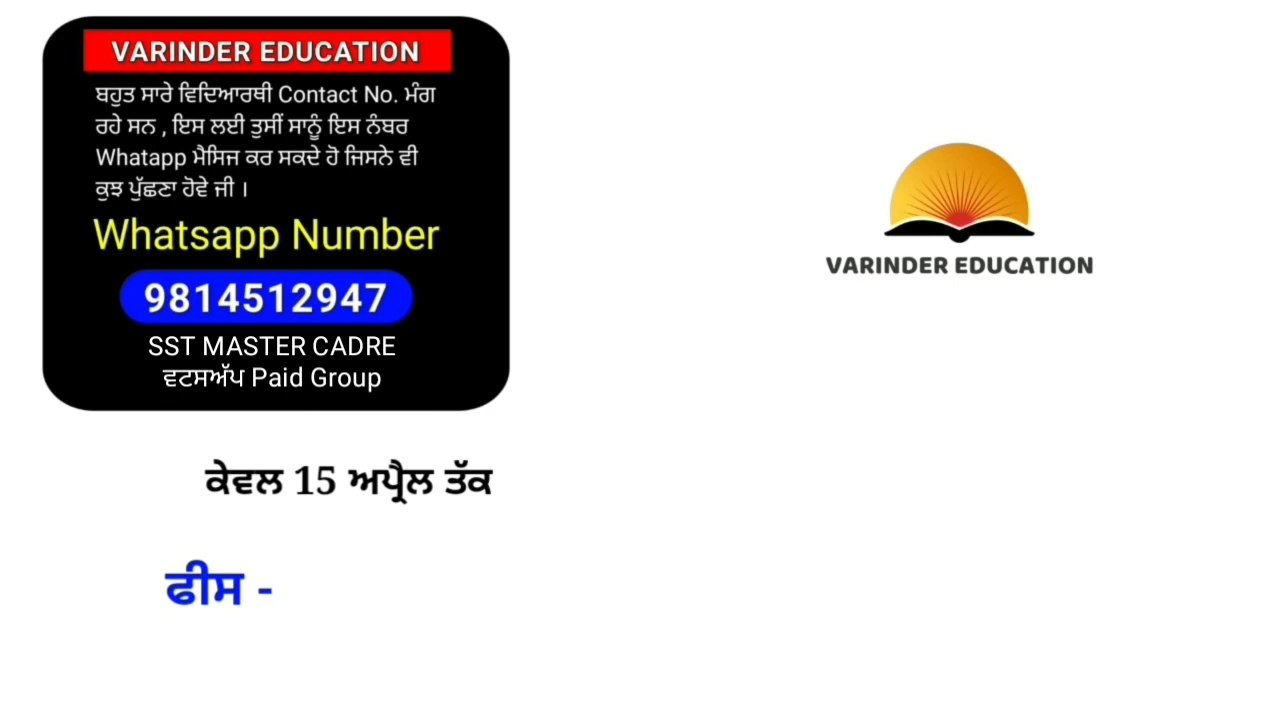 VARINDER EDUCATION
ਬਹੁਤ ਸਾਰੇ ਵਿਦਿਆਰਥੀ Contact No. ਮੰਗ
ਰਹੇ ਸਨ , ਇਸ ਲਈ ਤੁਸੀਂ ਸਾਨੂੰ ਇਸ ਨੰਬਰ
Whatapp ਮੈਸਿਜ ਕਰ ਸਕਦੇ ਹੋ ਜਿਸਨੇ ਵੀ
ਕੁਝ ਪੁੱਛਣਾ ਹੋਵੇ ਜੀ ।
Whatsapp Number
9814512947
SST MASTER CADRE
ਵਟਸਅੱਪ Paid Group
ਕੇਵਲ 15 ਅਪ੍ਰੈਲ ਤੱਕ
ਫੀਸ -
VARINDER EDUCATION